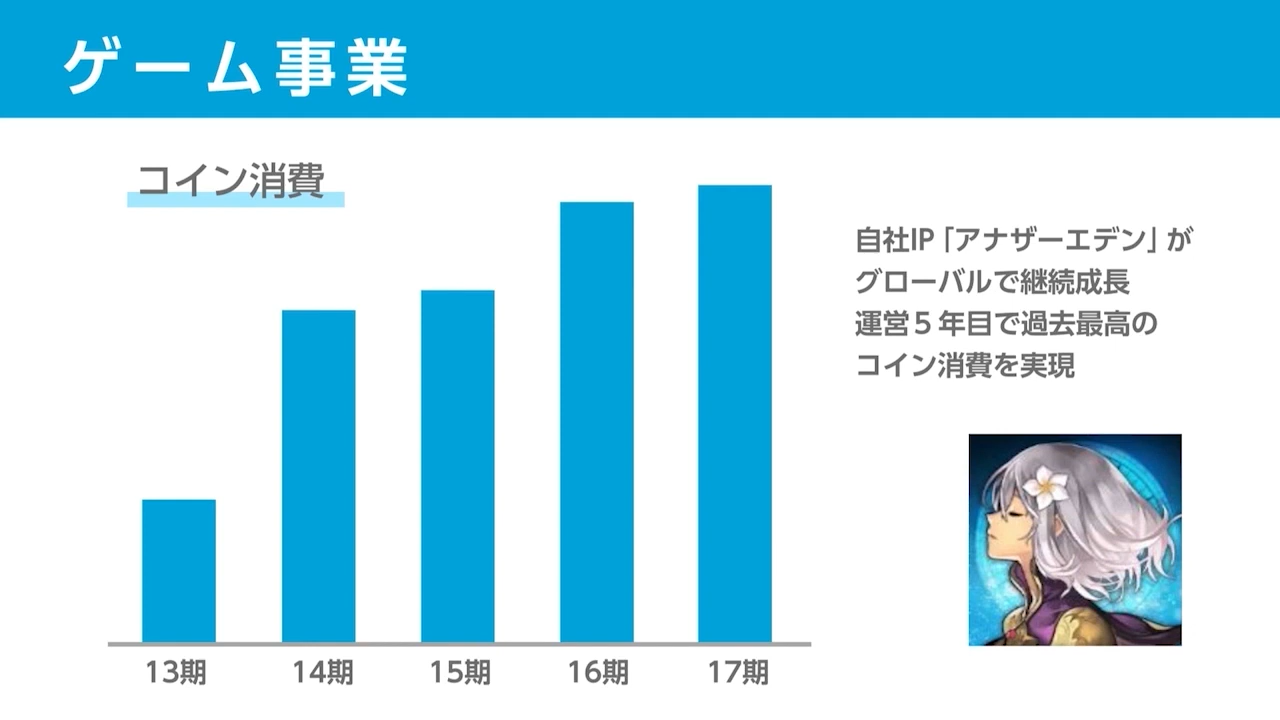 ゲーム事業
コイン消費
自社IP「アナザーエデン」が
グローバルで継続成長
運営5年目で過去最高の
コイン消費を実現
13期
14期
15期
16期
17期